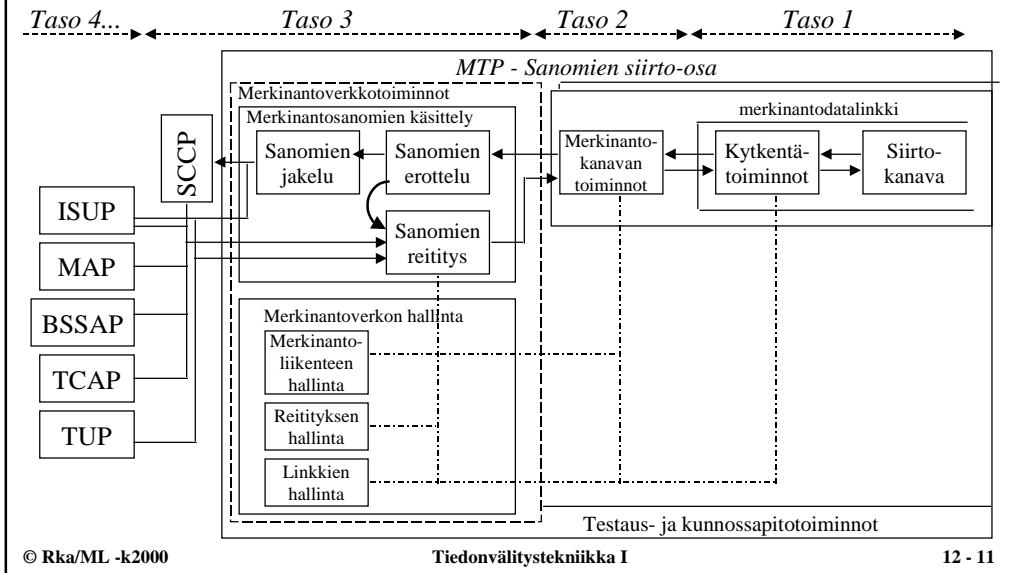 Taso 4...
Taso 3
Taso 2
Taso 1
MTP - Sanomien siirto-osa
Merkinantoverkkotoiminnot
Merkinantosanomien käsittely
merkinantodatalinkki
SCCP
Sanomien
jakelu
Sanomien
erottelu
Merkinanto-
kanavan
toiminnot
Kytkentä-
toiminnot
Siirto-
kanava
Sanomien
reititys
ISUP
MAP
BSSAP
TCAP
TUP
Merkinantoverkon hallinta
Merkinanto-
liikenteen
hallinta
Reitityksen
hallinta
Linkkien
hallinta
Testaus- ja kunnossapitotoiminnot
© Rka/ML -k2000
Tiedonvälitystekniikka I
12 - 11